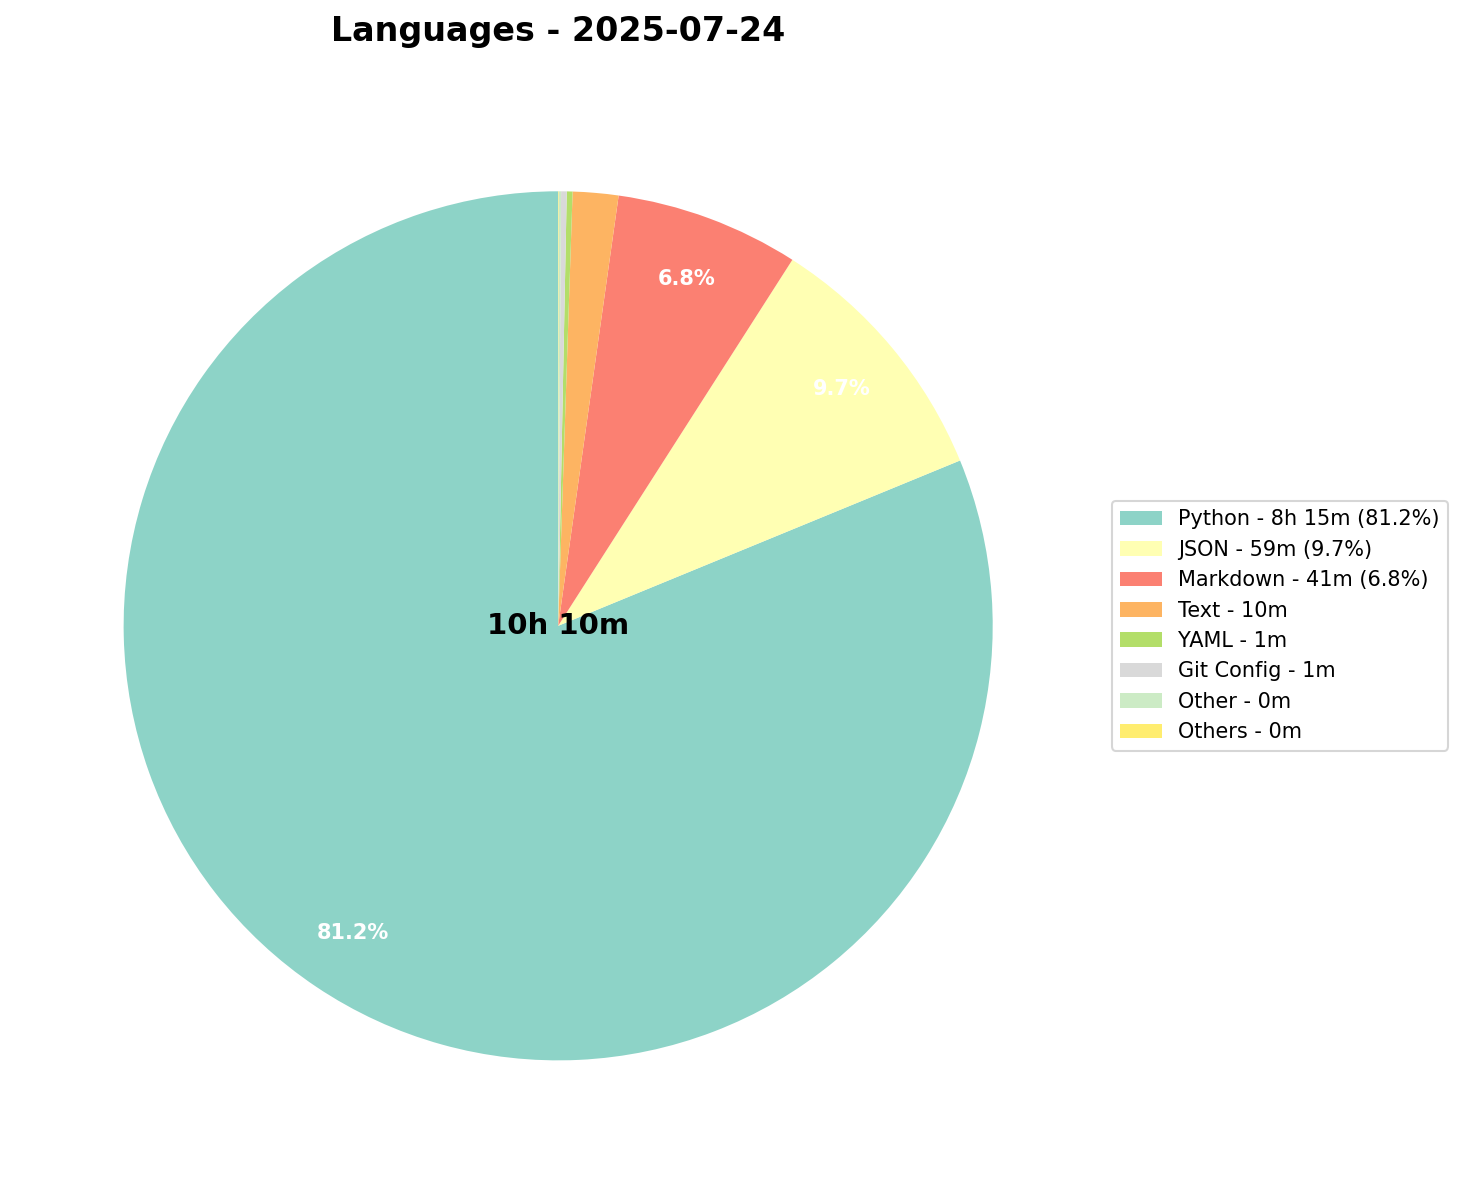 Languages - 2025-07-24
6.8%
9.7%
10h 10m
81.2%
Python - 8h 15m (81.2%)
JSON - 59m (9.7%)
Markdown - 41m (6.8%)
Text - 10m
YAML - 1m
Git Config - 1m
Other - 0m
Others - 0m